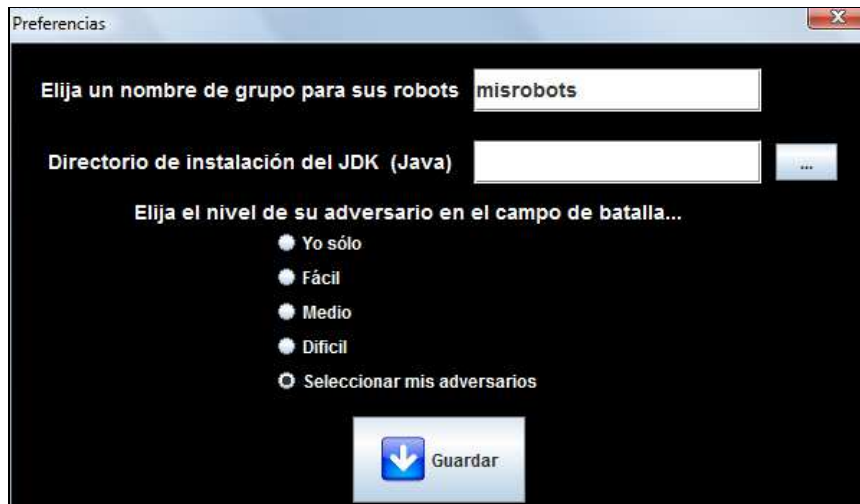 Preferencias
Elija un nombre de grupo para sus robots misrobots
Directorio de instalación del JDK (Java) ...
Elija el nivel de su adversario en el campo de batalla...
Yo sólo
Fácil
Medio
Dificil
Seleccionar mis adversarios
Guardar